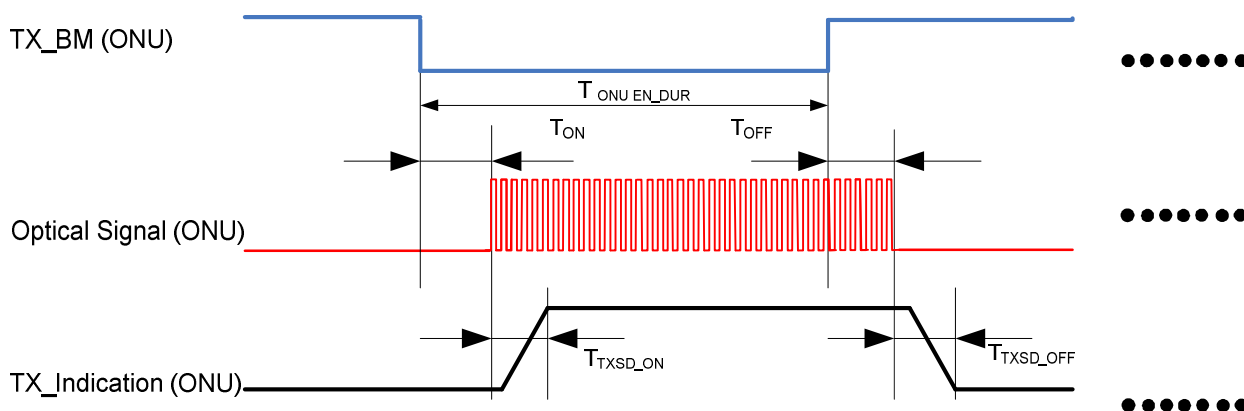 TX_BM (ONU)
T ONU EN_DUR
TON
TOFF
Optical Signal (ONU)
TTXSD_ON
TTXSD_OFF
TX_Indication (ONU)